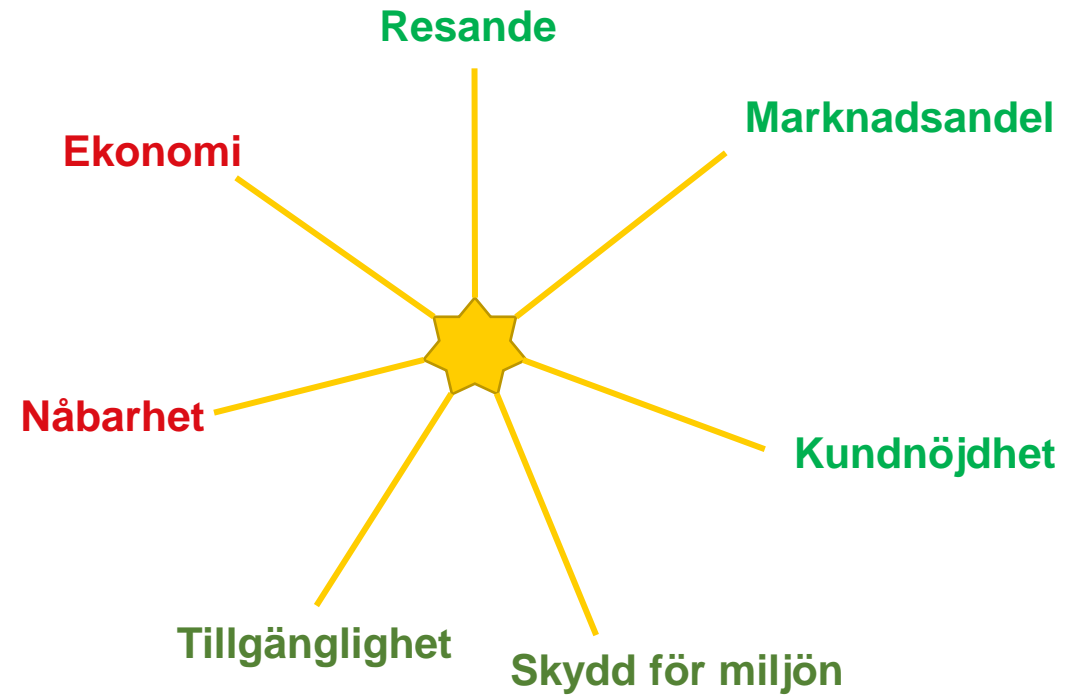 Resande
Marknadsandel
Ekonomi
Nåbarhet
Kundnöjdhet
Tillgänglighet
Skydd för miljön